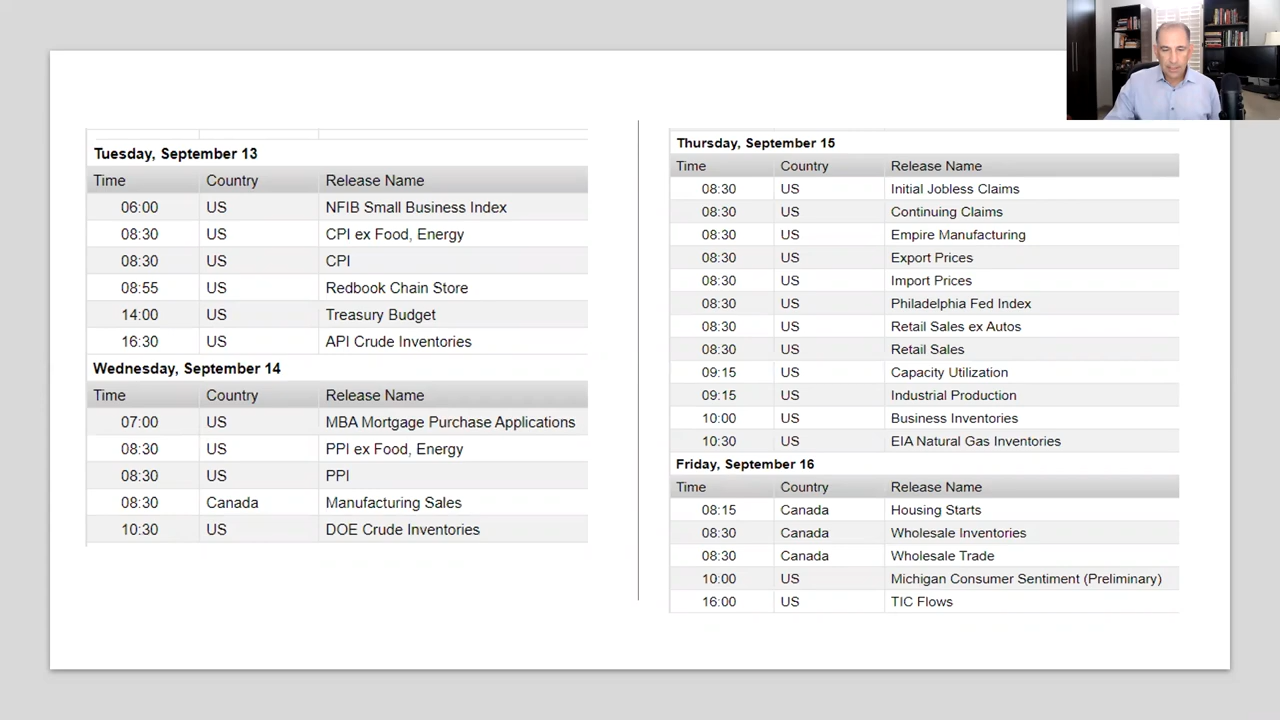 Tuesday, September 13
Time Country Release Name
06:00 US NFIB Small Business Index
08:30 US CPI ex Food, Energy
08:30 US CPI
08:55 US Redbook Chain Store
14:00 US Treasury Budget
16:30 US API Crude Inventories
Wednesday, September 14
Time Country Release Name
07:00 US MBA Mortgage Purchase Applications
08:30 US PPI ex Food, Energy
08:30 US PPI
08:30 Canada Manufacturing Sales
10:30 US DOE Crude Inventories
Thursday, September 15
Time Country Release Name
08:30 US Initial Jobless Claims
08:30 US Continuing Claims
08:30 US Empire Manufacturing
08:30 US Export Prices
08:30 US Import Prices
08:30 US Philadelphia Fed Index
08:30 US Retail Sales ex Autos
08:30 US Retail Sales
09:15 US Capacity Utilization
09:15 US Industrial Production
10:00 US Business Inventories
10:30 US EIA Natural Gas Inventories
Friday, September 16
Time Country Release Name
08:15 Canada Housing Starts
08:30 Canada Wholesale Inventories
08:30 Canada Wholesale Trade
10:00 US Michigan Consumer Sentiment (Preliminary)
16:00 US TIC Flows